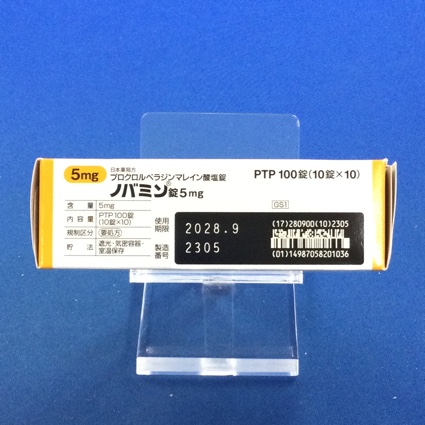 5mg
日本薬局方
プロクロルペラジンマレイン酸塩錠
ノバミン®錠5mg
PTP 100錠(10錠×10)
含量 5mg
内容量 PTP 100錠
(10錠×10)
規制区分 要処方
貯法 遮光・気密容器・
室温保存
使用
期限
2028.9
製造
番号
2305
GS1
(17)280900(10)2305
(01)14987058201036